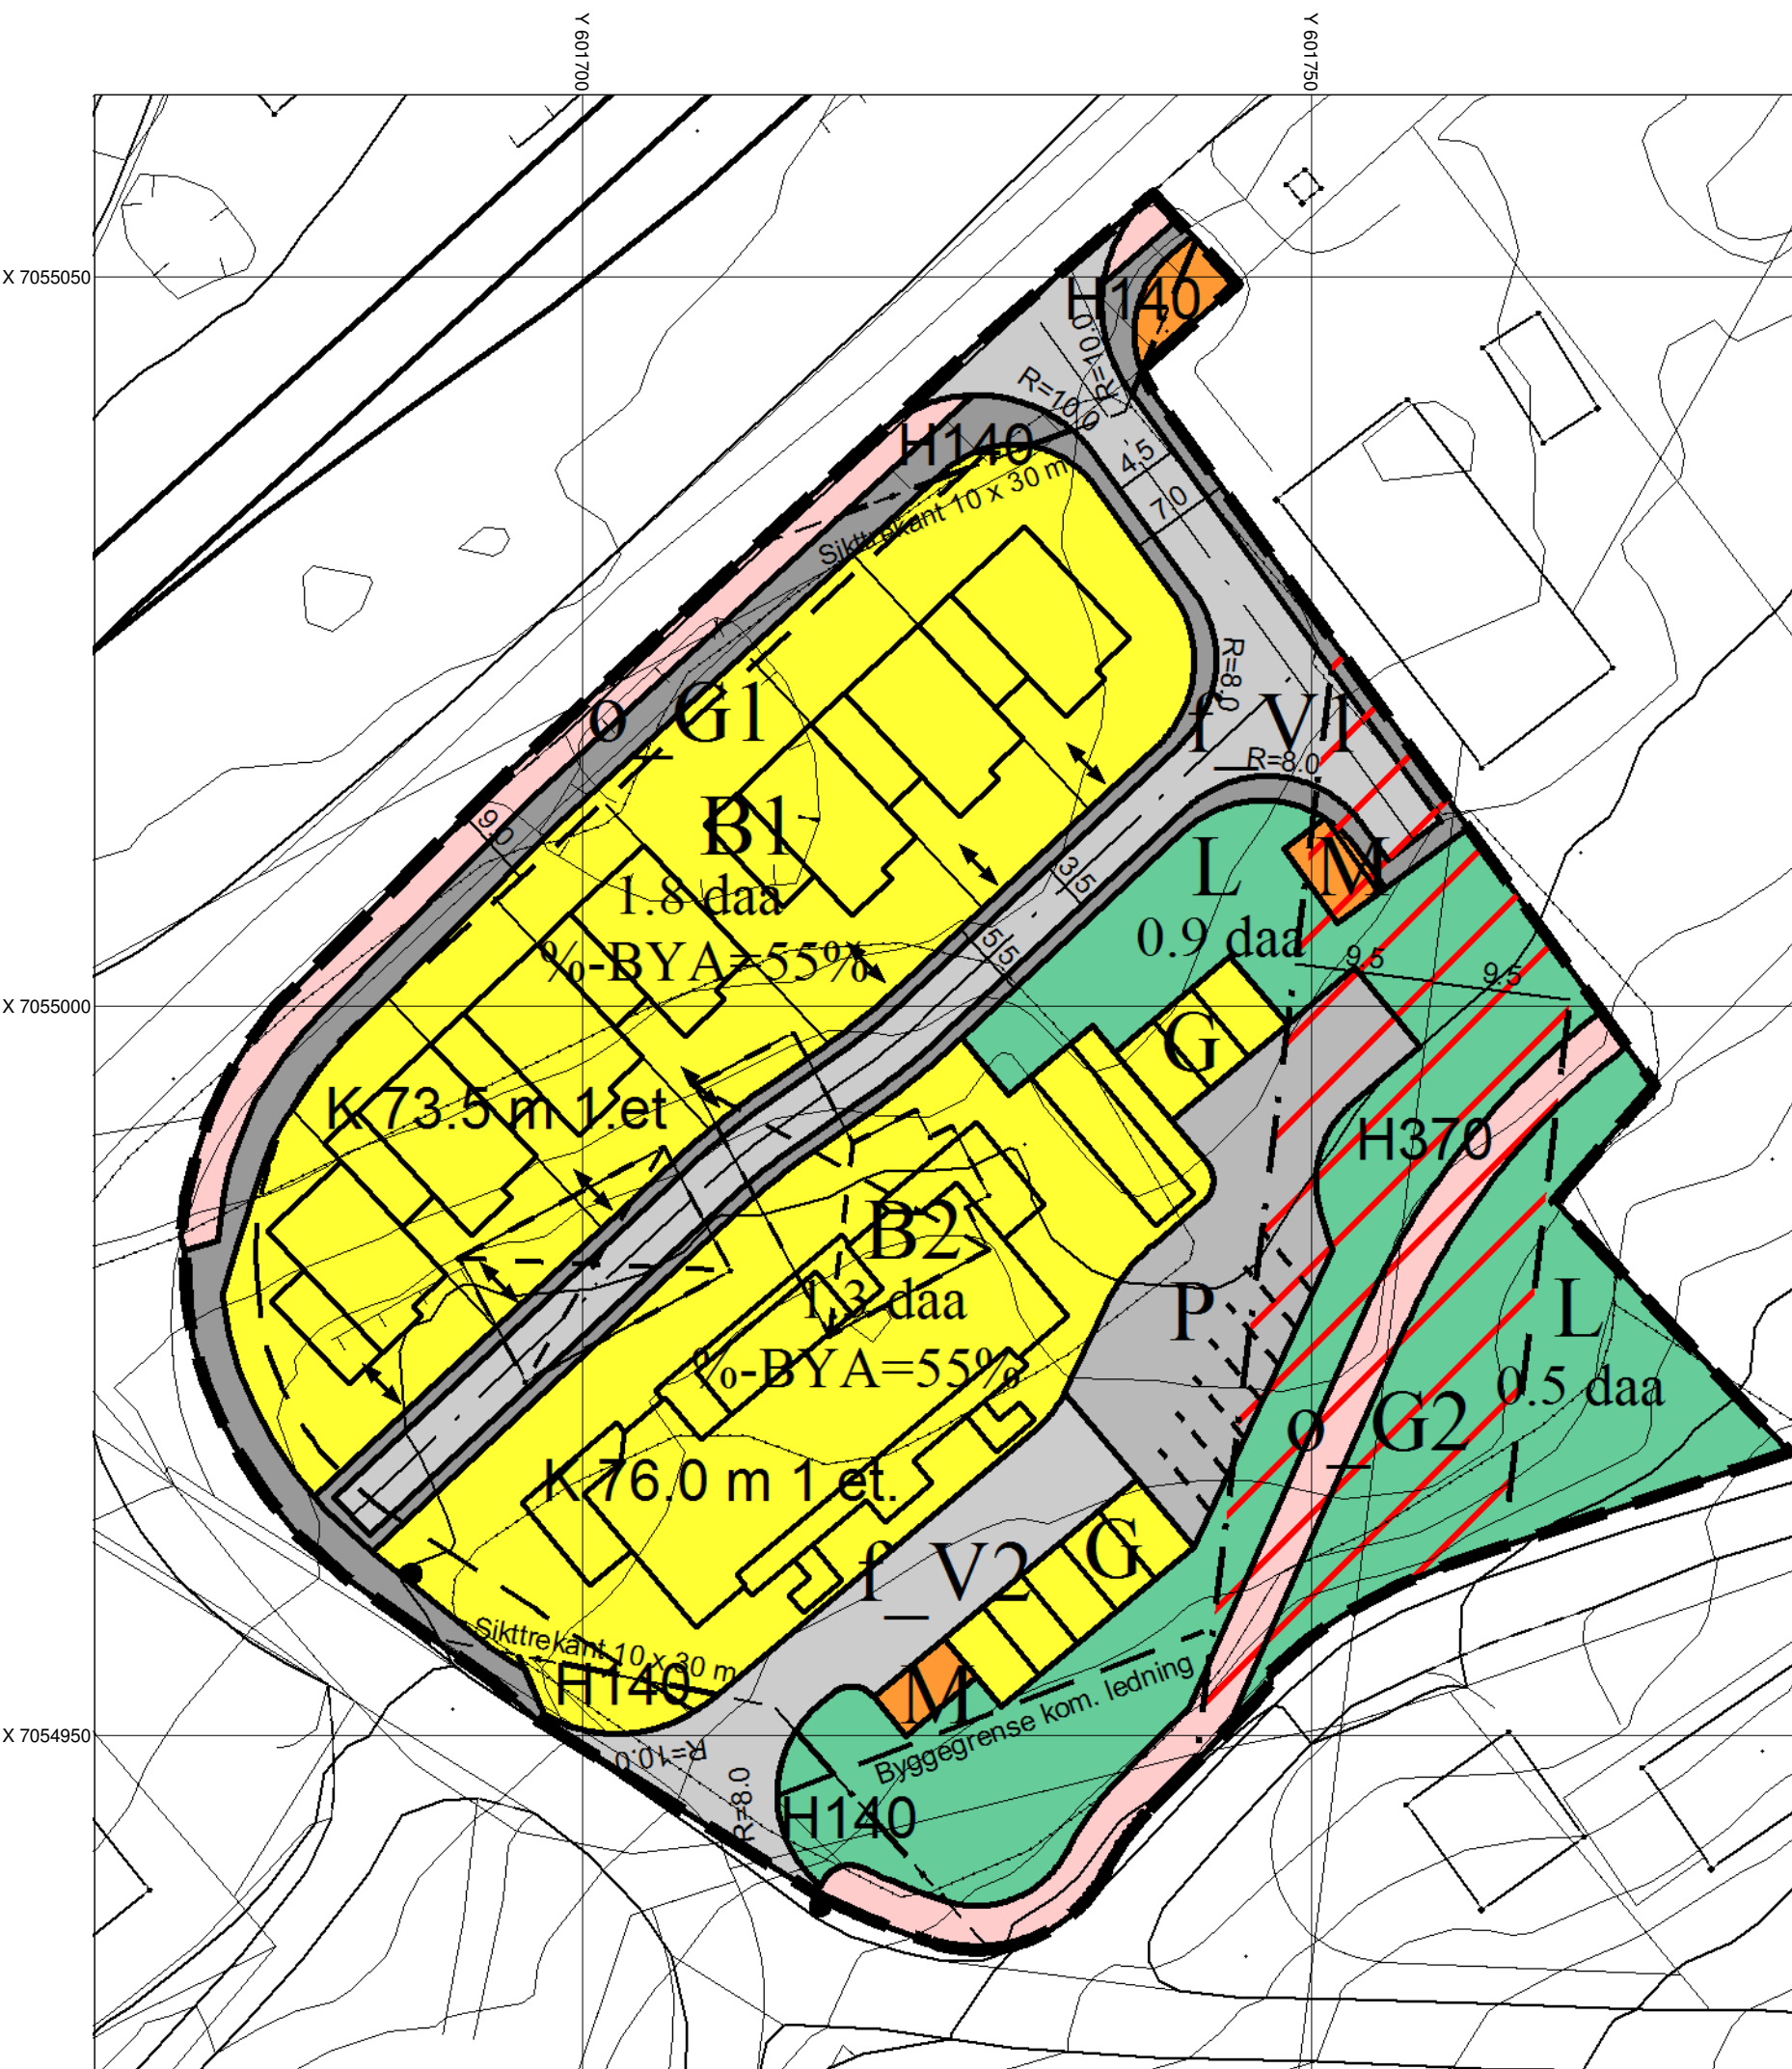 Y 601700
Y 601750
X 7055050
H140
R=10.0
R=10.0
H140
4.5
Sikttrekant 10 x 30 m
7.0
R=8.0
o_G1
f_V1
R=8.0
9.0
B1
3.5
L
M
1.8 daa
0.9 daa
%-BYA=55%
5.5
9.5
9.5
X 7055000
G
K 73.5 m 1.et
H370
B2
1.3 daa
P
L
%-BYA=55%
0.5 daa
o_G2
K 76.0 m 1 et.
G
f_V2
Sikttrekant 10 x 30 m
H140
M
Byggegrense kom. ledning
X 7054950
R=10.0
R=8.0
H140